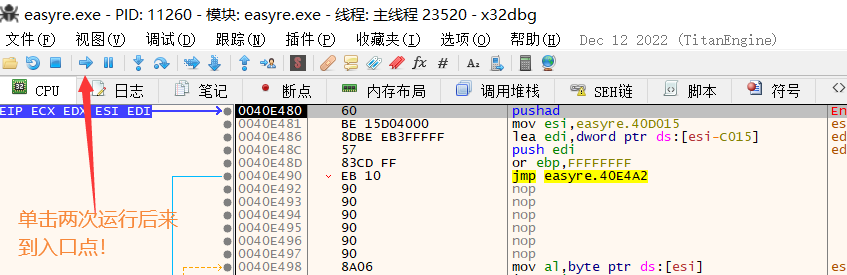 easyre.exe - PID: 11260 - 模块: easyre.exe - 线程: 主线程 23520 - x32dbg
文件(F) 视图(V) 调试(D) 跟踪(N) 插件(P) 收藏夹(I) 选项(O) 帮助(H) Dec 12 2022 (TitanEngine)
CPU 日志 笔记 断点 内存布局 调用堆栈 SEH链 脚本 符号
EIP ECX EDX ESI EDI 0040E480 60 pushad En
0040E481 BE 15D04000 mov esi,easyre.40D015 es
0040E486 8DBE EB3FFFFF lea edi,dword ptr ds:[esi-C015] ed
0040E48C 57 push edi ed
0040E48D 83CD FF or ebp,FFFFFFFF
0040E490 EB 10 jmp easyre.40E4A2
0040E492 90 nop
0040E493 90 nop
0040E494 90 nop
0040E495 90 nop
0040E496 90 nop
0040E497 90 nop
0040E498 8A06 mov al,byte ptr ds:[esi] es
单击两次运行后来
到入口点！